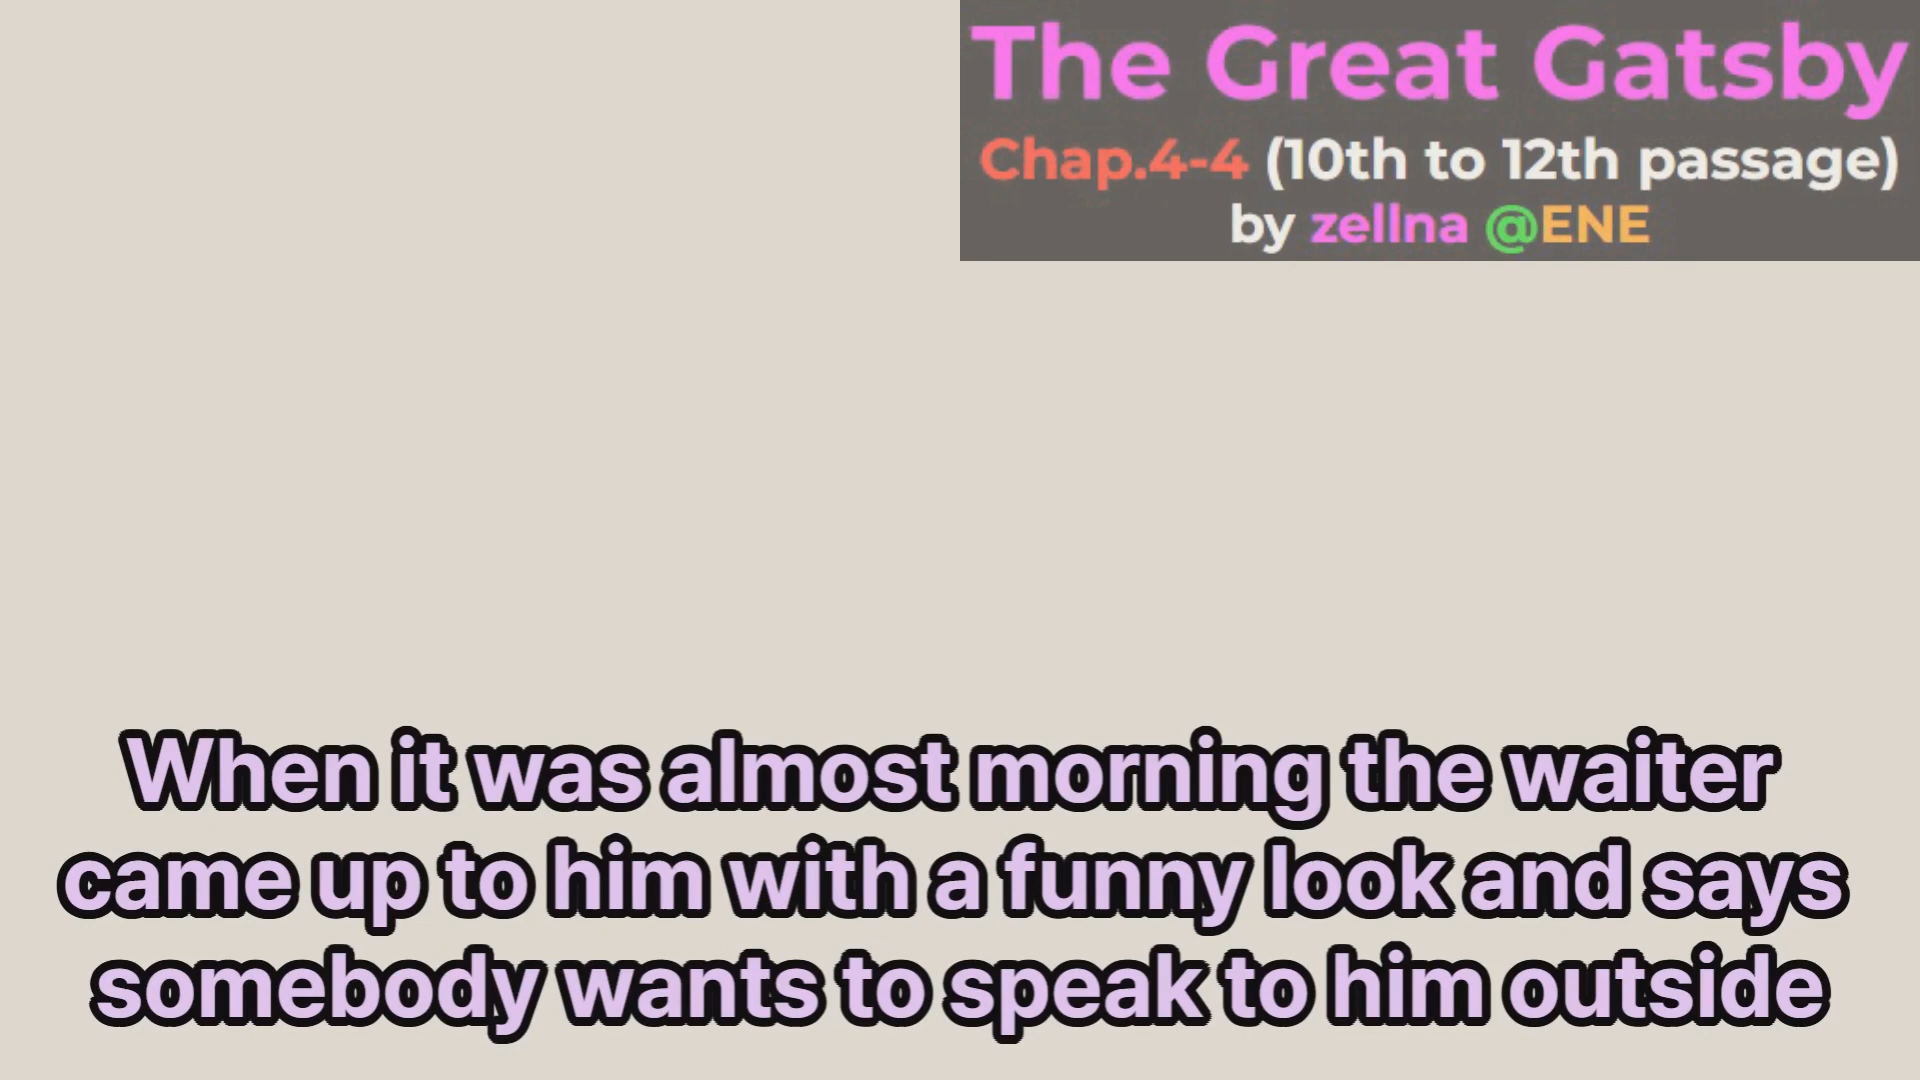 The Great Gatsby
Chap.4-4 (10th to 12th passage)
by zellna @ENE
When it was almost morning the waiter
came up to him with a funny look and says
somebody wants to speak to him outside